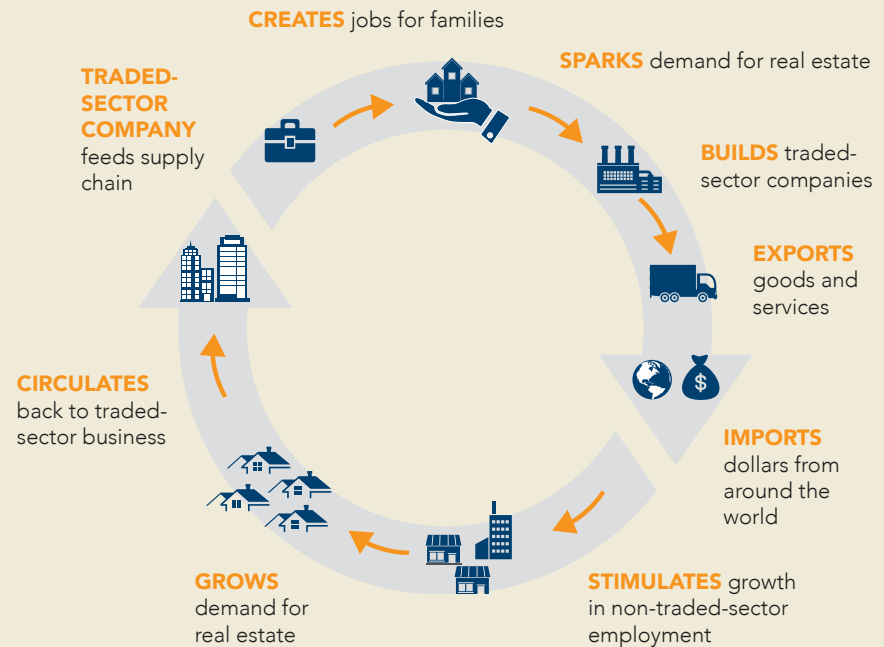 CREATES jobs for families
SPARKS demand for real estate
TRADED-
SECTOR
COMPANY
feeds supply
chain
BUILDS traded-
sector companies
EXPORTS
goods and
services
$
CIRCULATES
back to traded-
sector business
IMPORTS
dollars from
around the
world
GROWS
demand for
real estate
STIMULATES growth
in non-traded-sector
employment